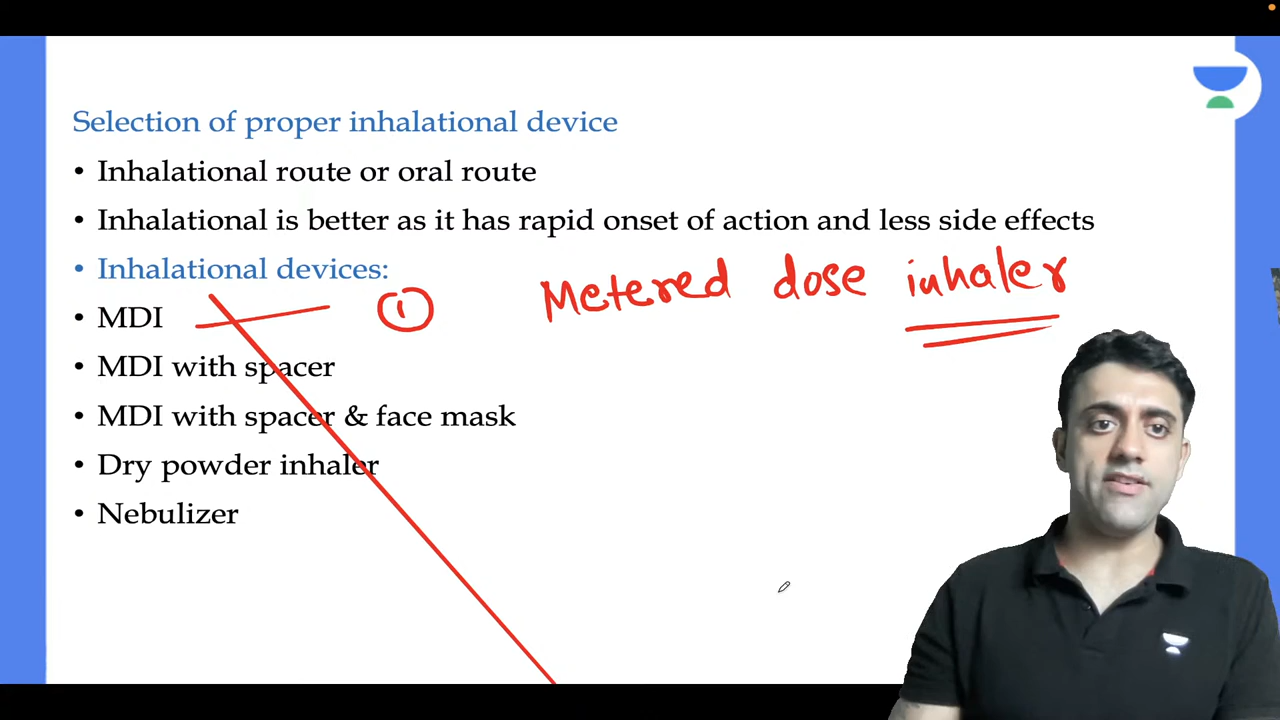 Selection of proper inhalational device
• Inhalational route or oral route
• Inhalational is better as it has rapid onset of action and less side effects
• Inhalational devices:
Metered dose inhaler
• MDI
1
• MDI with spacer
• MDI with spacer & face mask
• Dry powder inhaler
• Nebulizer